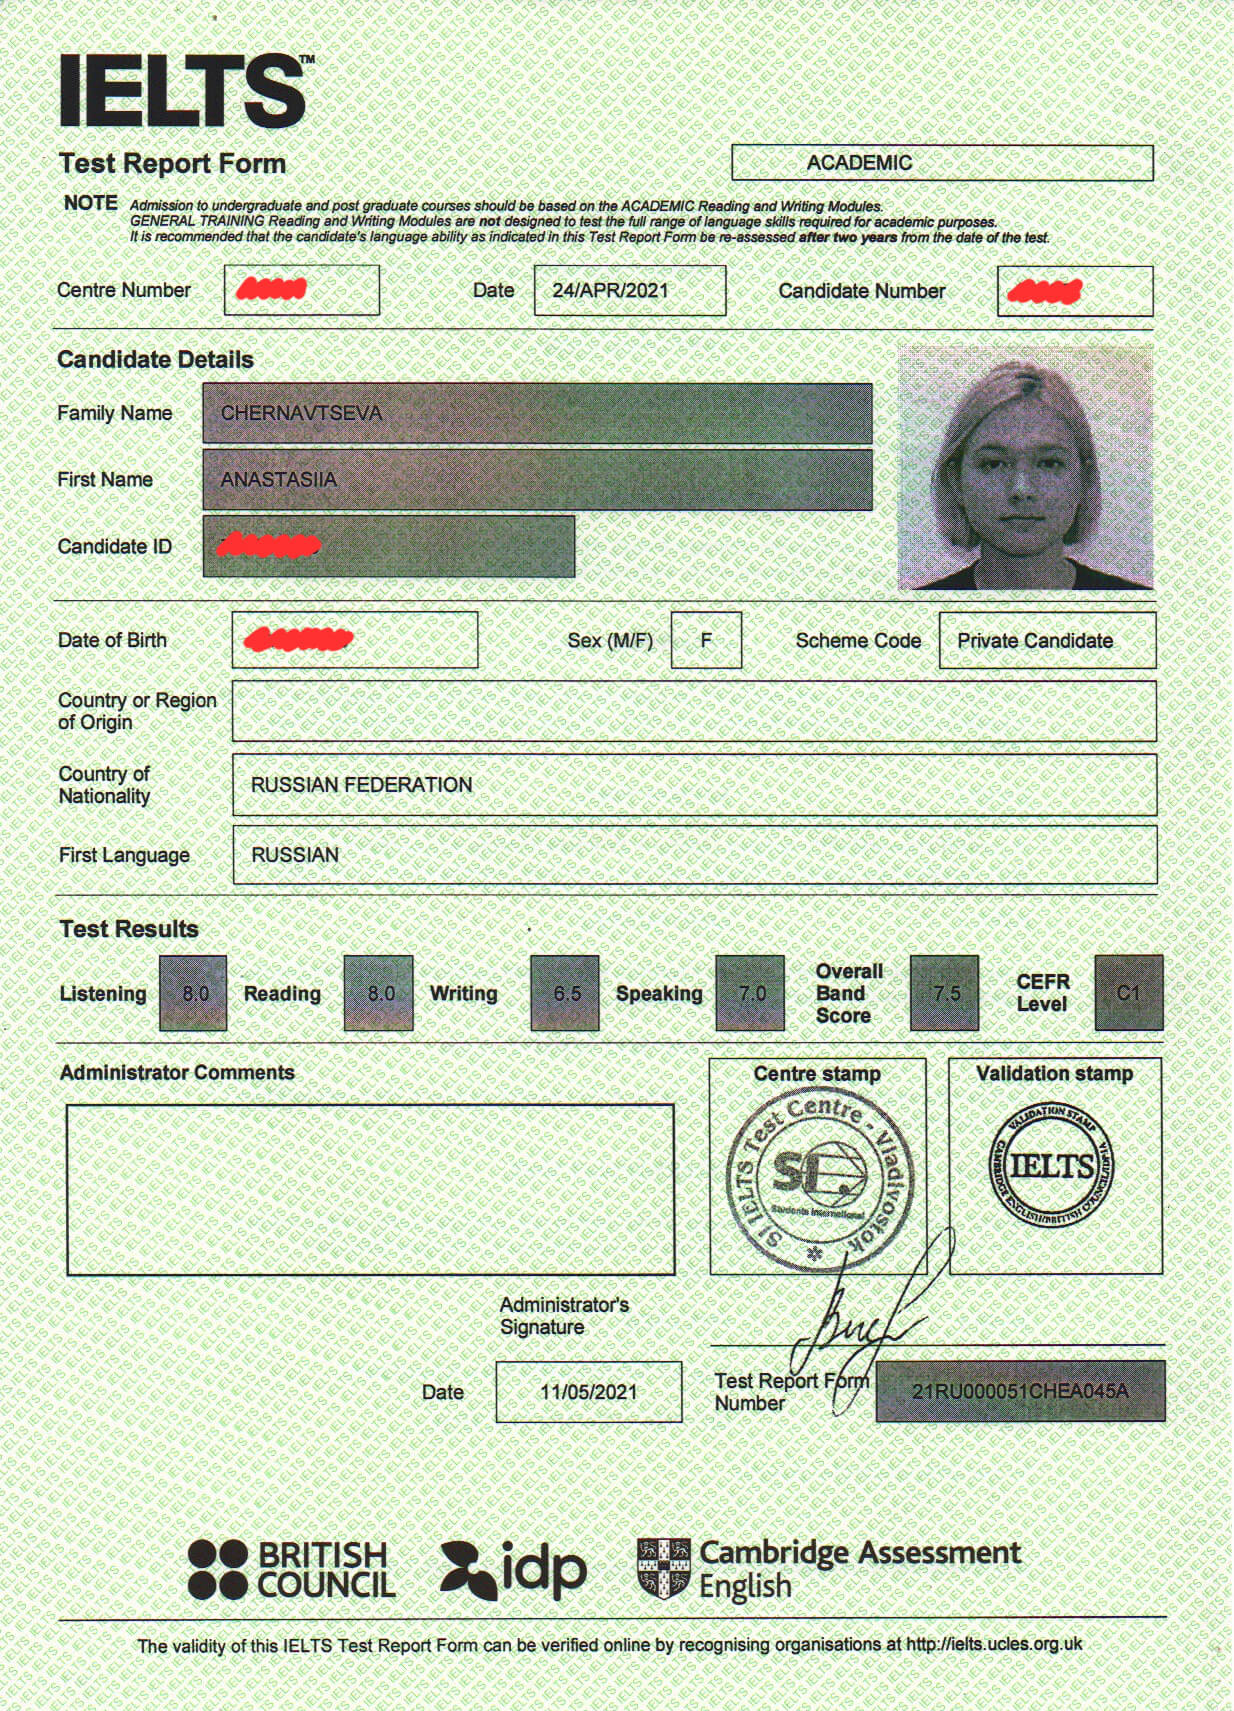 IELTS™
Test Report Form
ACADEMIC
NOTE Admission to undergraduate and post graduate courses should be based on the ACADEMIC Reading and Writing Modules.
GENERAL TRAINING Reading and Writing Modules are not designed to test the full range of language skills required for academic purposes.
It is recommended that the candidate's language ability as indicated in this Test Report Form be re-assessed after two years from the date of the test.
Centre Number
Date 24/APR/2021
Candidate Number
Candidate Details
Family Name CHERNAVTSEVA
First Name ANASTASIIA
Candidate ID
Date of Birth
Sex (M/F) F
Scheme Code Private Candidate
Country or Region
of Origin
Country of
Nationality
RUSSIAN FEDERATION
First Language RUSSIAN
Test Results
Listening 8.0 Reading 8.0 Writing 6.5 Speaking 7.0
Overall
Band
Score
7.5
CEFR
Level
C1
Administrator Comments
Centre stamp
SI IELTS Test Centre - Vladivostok
SI
Students International
Validation stamp
VALIDATION STAMP
IELTS
CAMBRIDGE ENGLISH/BRITISH COUNCIL/IDP:IA
Administrator's
Signature
Date 11/05/2021
Test Report Form
Number
21RU000051CHEA045A
BRITISH
COUNCIL
idp
Cambridge Assessment
English
The validity of this IELTS Test Report Form can be verified online by recognising organisations at http://ielts.ucles.org.uk